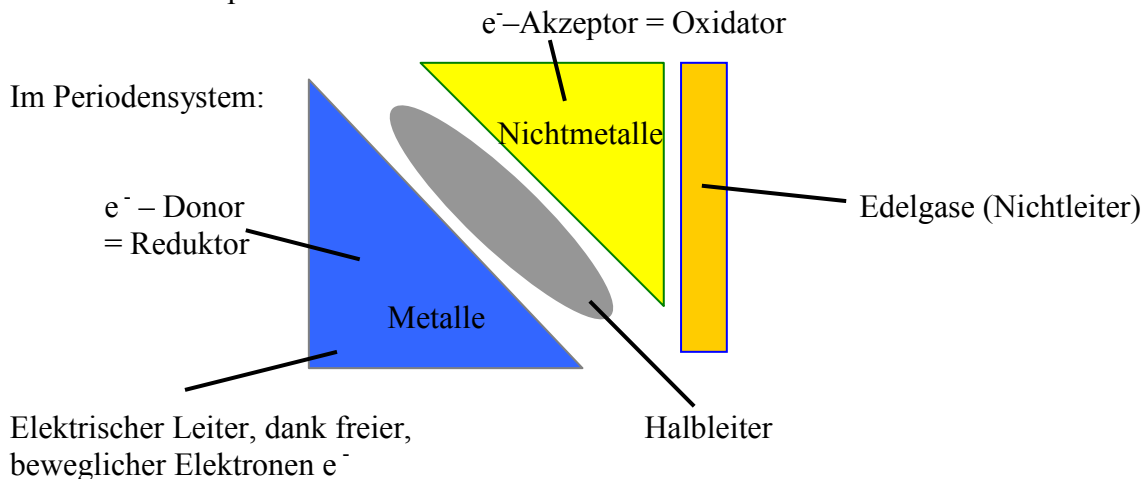 e⁻–Akzeptor = Oxidator
Im Periodensystem:
Nichtmetalle
e⁻ – Donor
= Reduktor
Edelgase (Nichtleiter)
Metalle
Elektrischer Leiter, dank freier,
beweglicher Elektronen e⁻
Halbleiter